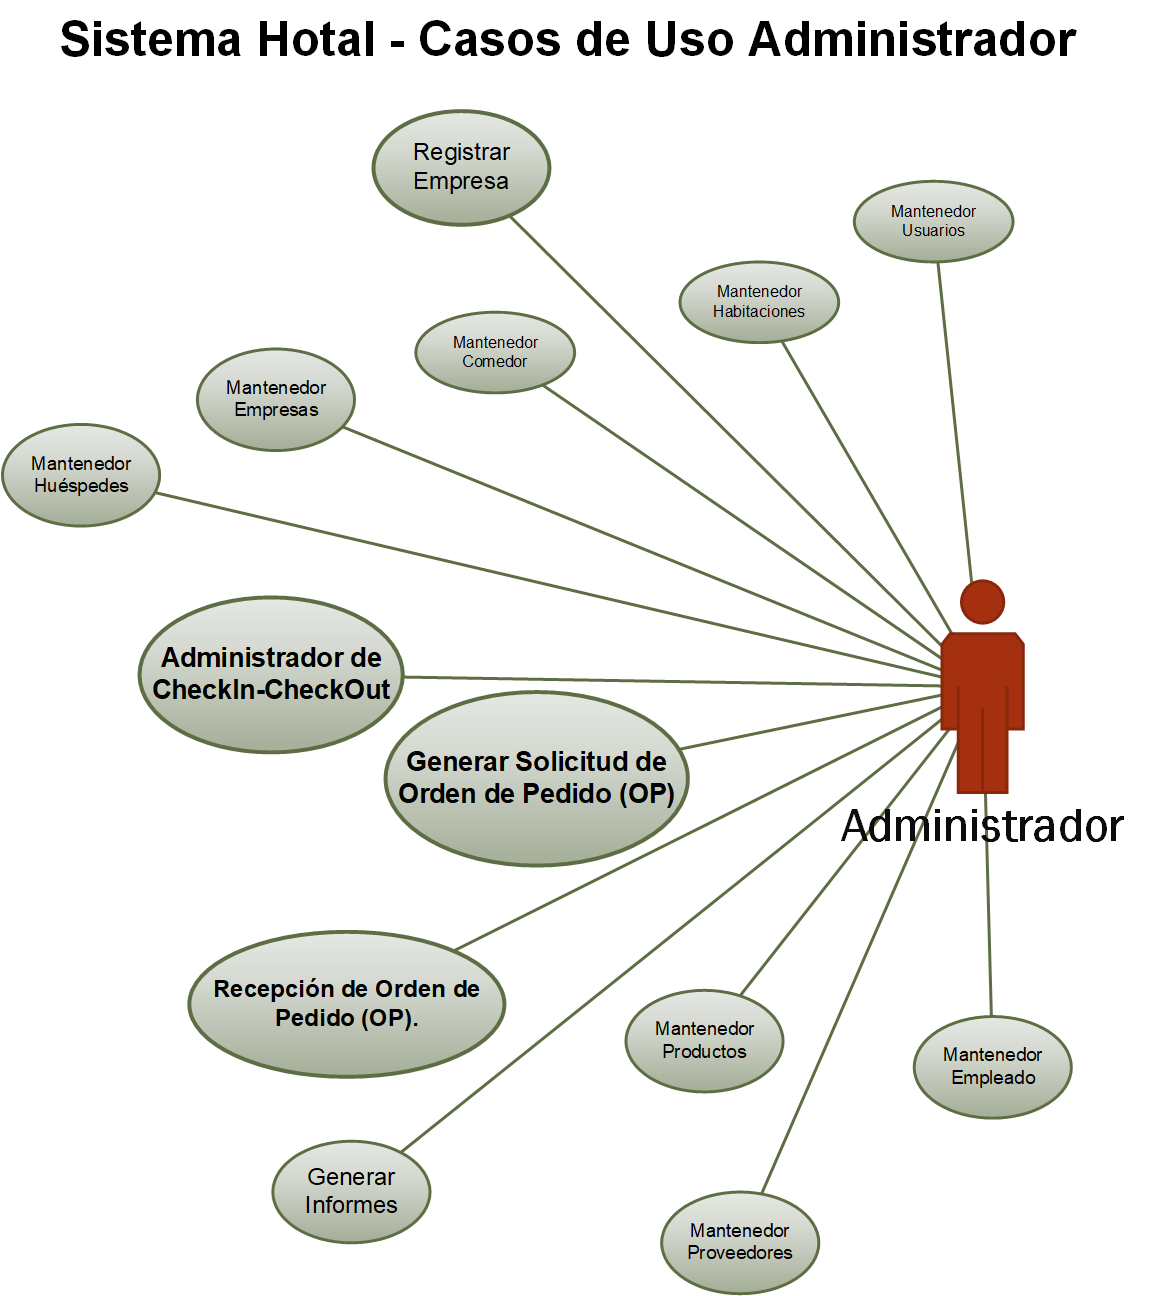 Sistema Hotal - Casos de Uso Administrador
Registrar
Empresa
Mantenedor
Usuarios
Mantenedor
Habitaciones
Mantenedor
Comedor
Mantenedor
Empresas
Mantenedor
Huéspedes
Administrador de
CheckIn-CheckOut
Generar Solicitud de
Orden de Pedido (OP)
Administrador
Recepción de Orden de
Pedido (OP).
Mantenedor
Productos
Mantenedor
Empleado
Generar
Informes
Mantenedor
Proveedores